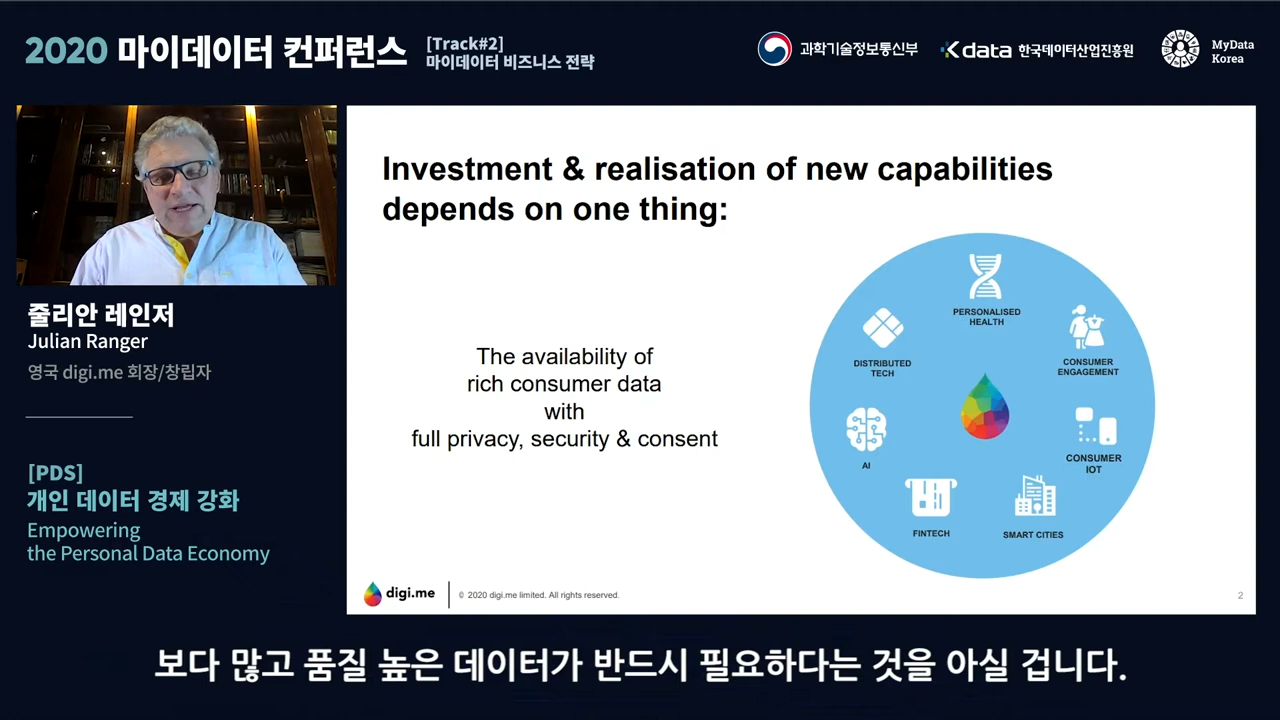 2020 마이데이터 컨퍼런스
[Track#2]
마이데이터 비즈니스 전략
과학기술정보통신부
Kdata 한국데이터산업진흥원
MyData
Korea
줄리안 레인저
Julian Ranger
영국 digi.me 회장/창립자
[PDS]
개인 데이터 경제 강화
Empowering
the Personal Data Economy
Investment & realisation of new capabilities
depends on one thing:
The availability of
rich consumer data
with
full privacy, security & consent
PERSONALISED
HEALTH
CONSUMER
ENGAGEMENT
CONSUMER
IOT
SMART CITIES
FINTECH
AI
DISTRIBUTED
TECH
digi.me
© 2020 digi.me limited. All rights reserved.
2
보다 많고 품질 높은 데이터가 반드시 필요하다는 것을 아실 겁니다.